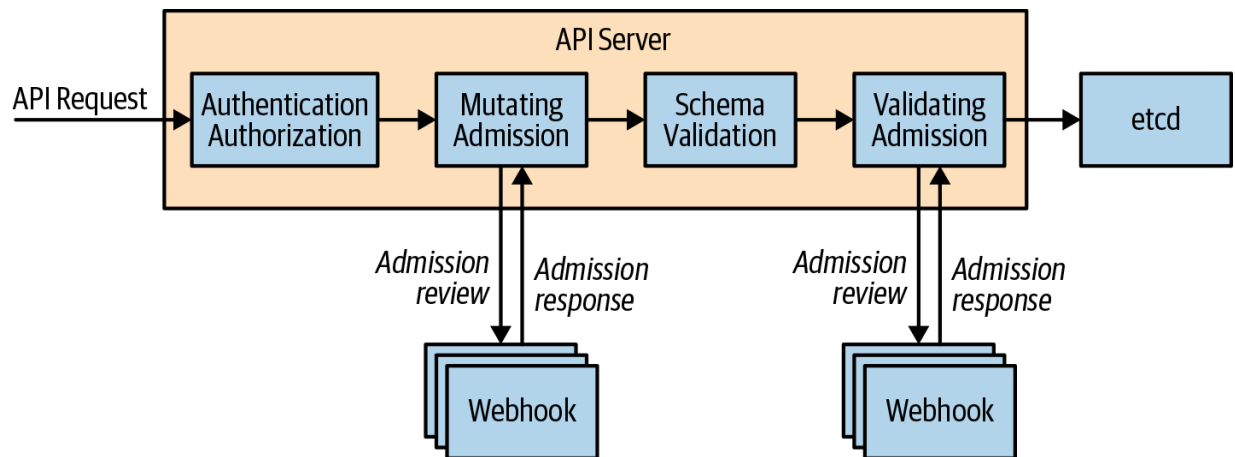 API Server
API Request
Authentication
Authorization
Mutating
Admission
Schema
Validation
Validating
Admission
etcd
Admission
review
Admission
response
Admission
review
Admission
response
Webhook
Webhook